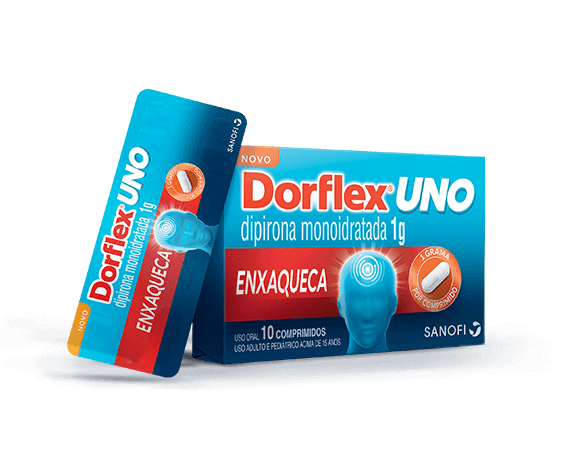 NOVO
Dorflex® UNO
dipirona monoidratada 1g
ENXAQUECA
1 GRAMA
POR COMPRIMIDO
USO ORAL 10 COMPRIMIDOS
USO ADULTO E PEDIÁTRICO ACIMA DE 15 ANOS
SANOFI
NOVO
Dorflex® UNO
dipirona monoidratada 1g
ENXAQUECA
SANOFI